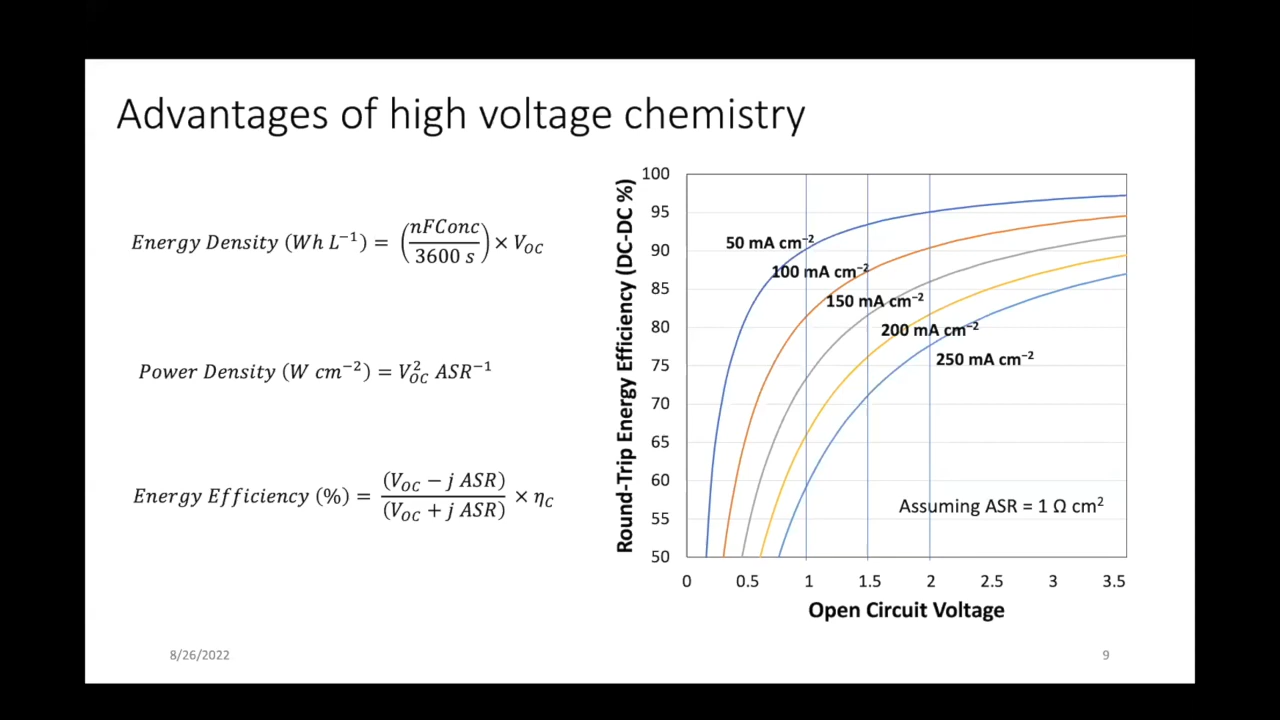 Advantages of high voltage chemistry
Energy Density (Wh L⁻¹) = (nFConc / 3600 s) × V_OC
Power Density (W cm⁻²) = V²_OC ASR⁻¹
Energy Efficiency (%) = (V_OC − j ASR) / (V_OC + j ASR) × η_C
Round-Trip Energy Efficiency (DC-DC %)
100
95
90
85
80
75
70
65
60
55
50
50 mA cm⁻²
100 mA cm⁻²
150 mA cm⁻²
200 mA cm⁻²
250 mA cm⁻²
Assuming ASR = 1 Ω cm²
0 0.5 1 1.5 2 2.5 3 3.5
Open Circuit Voltage
8/26/2022
9